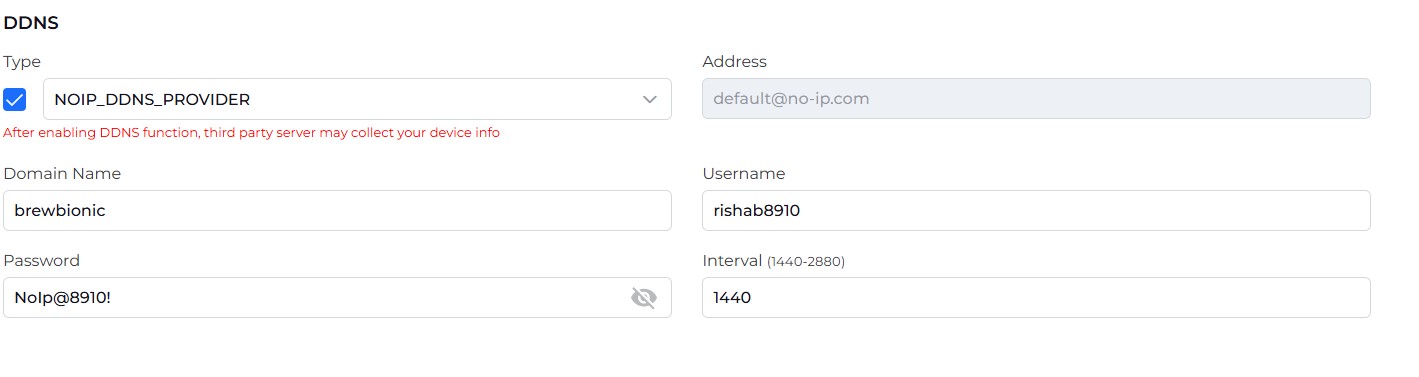 DDNS
Type
Address
NOIP_DDNS_PROVIDER
default@no-ip.com
After enabling DDNS function, third party server may collect your device info
Domain Name
Username
brewbionic
rishab8910
Password
Interval (1440-2880)
NoIp@8910!
1440